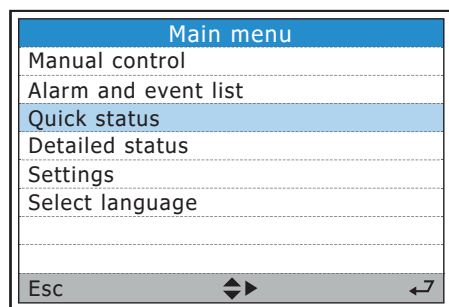 Main menu
Manual control
Alarm and event list
Quick status
Detailed status
Settings
Select language
Esc